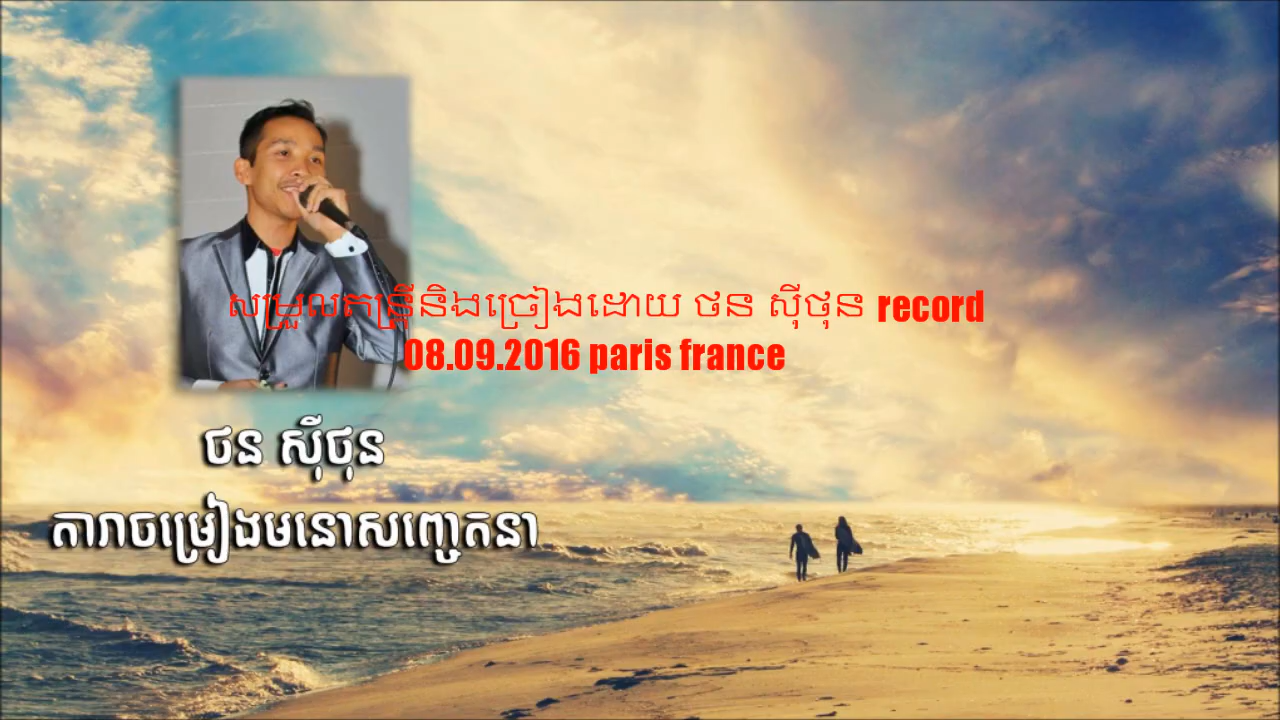 សម្រួលតន្ត្រីនិងច្រៀងដោយ ថន ស៊ីថុន record
08.09.2016 paris france
ថន ស៊ីថុន
តារាចម្រៀងមនោសញ្ចេតនា